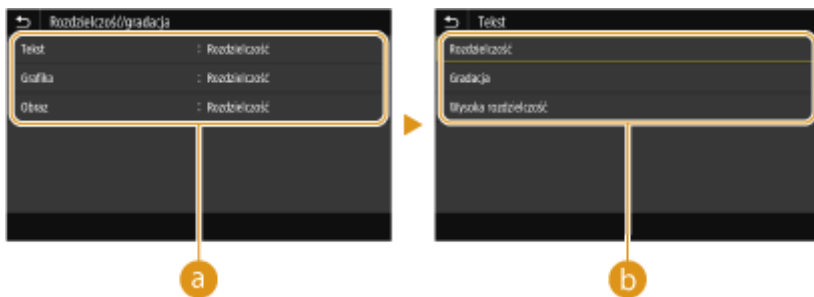 Rozdzielczość/gradacja
Tekst : Rozdzielczość
Grafika : Rozdzielczość
Obraz : Rozdzielczość
a
Tekst
Rozdzielczość
Gradacja
Wysoka rozdzielczość
b